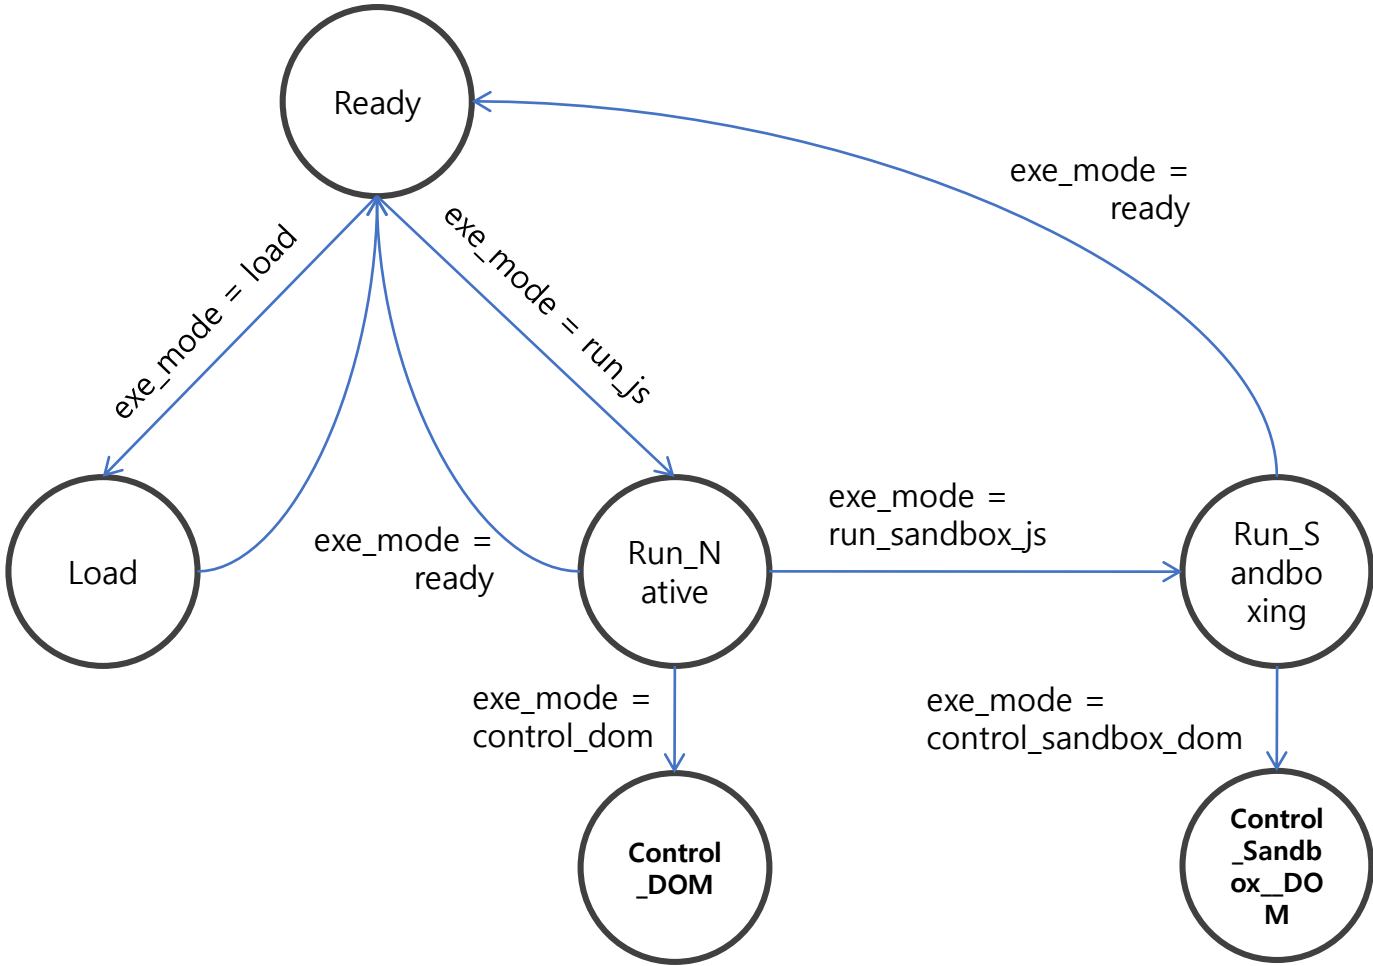 Ready
exe_mode =
ready
exe_mode = load
exe_mode = run_js
Load
exe_mode =
ready
Run_N
ative
exe_mode =
run_sandbox_js
Run_S
andbo
xing
exe_mode =
control_dom
exe_mode =
control_sandbox_dom
Control
_DOM
Control
_Sandb
ox__DO
M